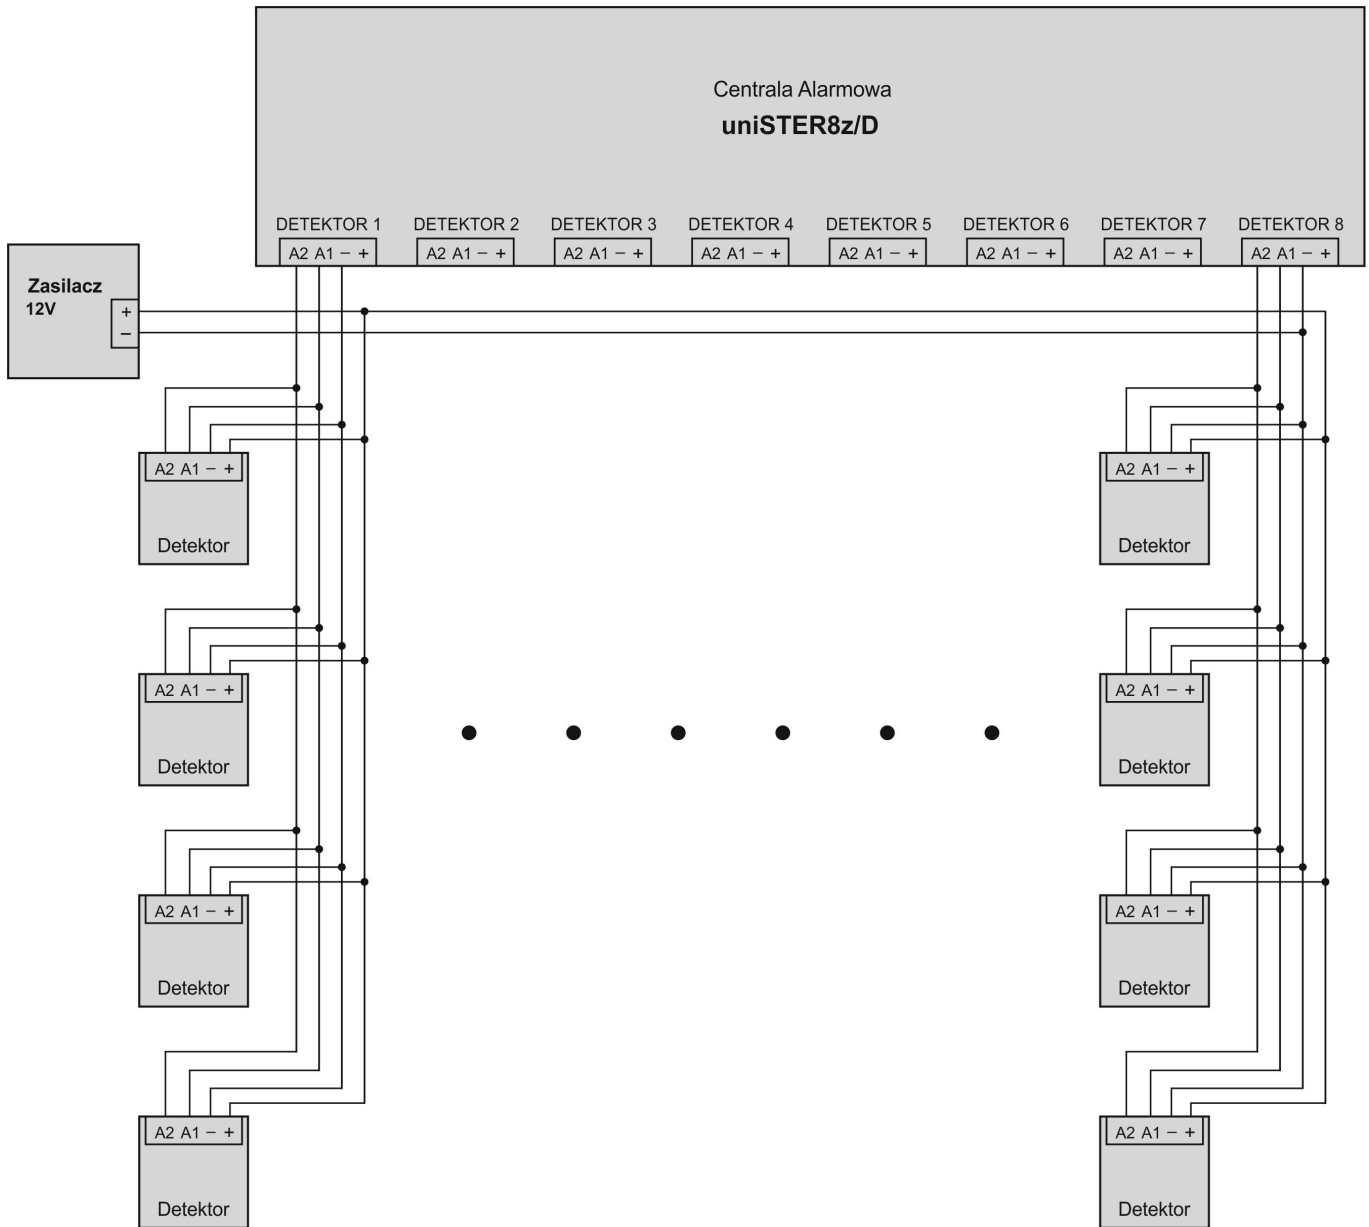 Centrala Alarmowa
uniSTER8z/D
DETEKTOR 1 DETEKTOR 2 DETEKTOR 3 DETEKTOR 4 DETEKTOR 5 DETEKTOR 6 DETEKTOR 7 DETEKTOR 8
A2 A1 − + A2 A1 − + A2 A1 − + A2 A1 − + A2 A1 − + A2 A1 − + A2 A1 − + A2 A1 − +
Zasilacz
12V
+
−
A2 A1 − + A2 A1 − +
Detektor Detektor
A2 A1 − + A2 A1 − +
Detektor Detektor
A2 A1 − + A2 A1 − +
Detektor Detektor
A2 A1 − + A2 A1 − +
Detektor Detektor